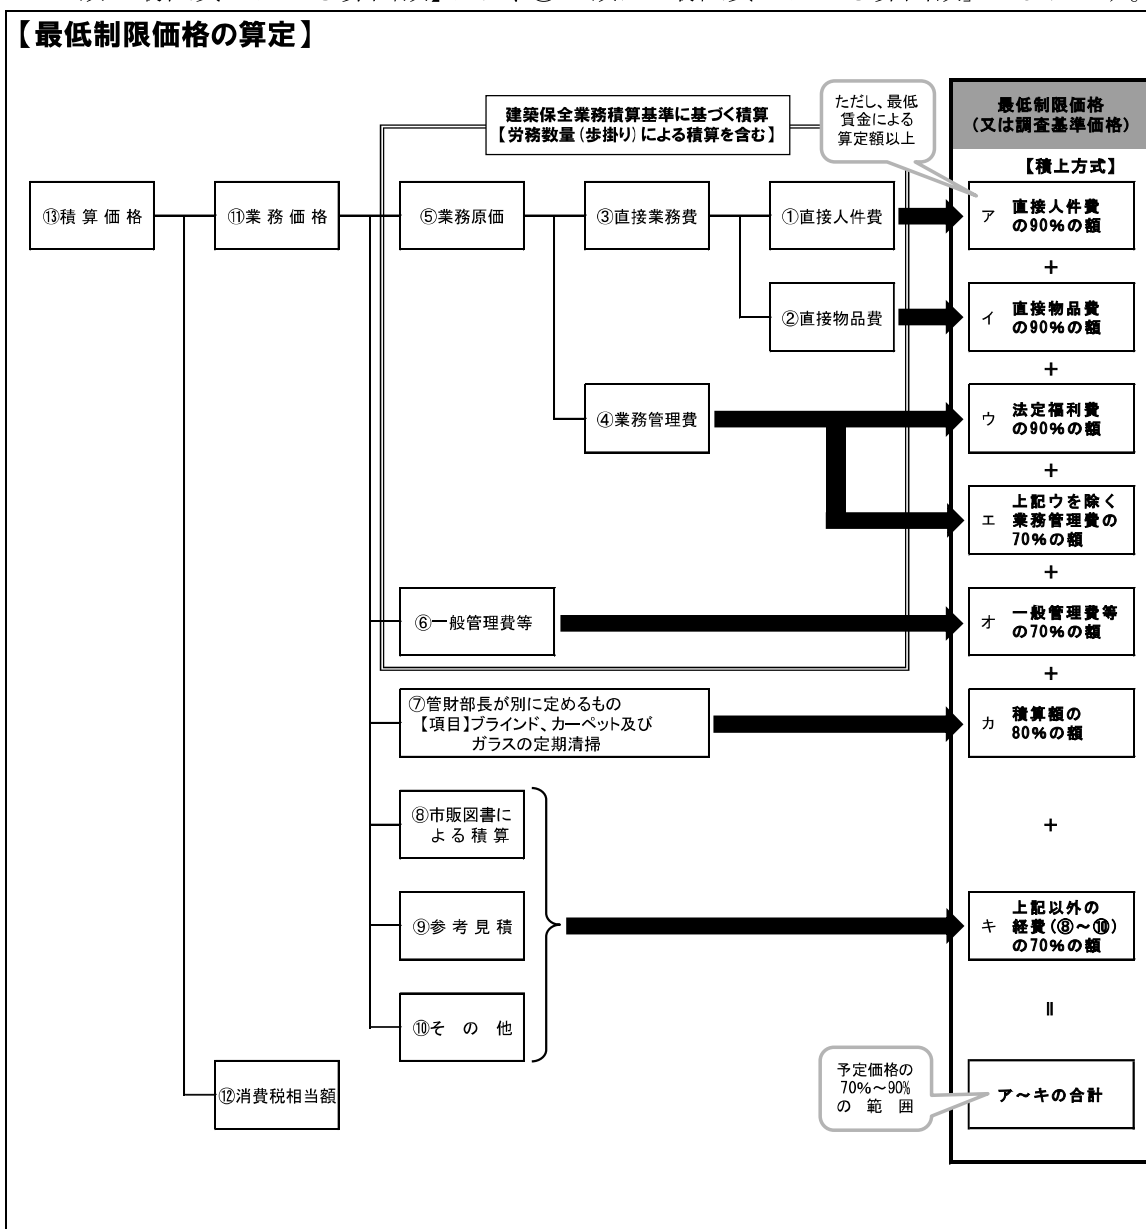 【最低制限価格の算定】
建築保全業務積算基準に基づく積算
【労務数量(歩掛り)による積算を含む】
ただし、最低
賃金による
算定額以上
最低制限価格
(又は調査基準価格)
【積上方式】
⑬積算価格
⑪業務価格
⑤業務原価
③直接業務費
①直接人件費
ア 直接人件費
の90%の額
+
②直接物品費
イ 直接物品費
の90%の額
+
④業務管理費
ウ 法定福利費
の90%の額
+
エ 上記ウを除く
業務管理費の
70%の額
+
⑥一般管理費等
オ 一般管理費等
の70%の額
+
⑦管財部長が別に定めるもの
【項目】ブラインド、カーペット及び
ガラスの定期清掃
カ 積算額の
80%の額
⑧市販図書に
よる積算
+
⑨参考見積
キ 上記以外の
経費(⑧~⑩)
の70%の額
⑩その他
=
⑫消費税相当額
予定価格の
70%~90%
の範囲
ア~キの合計